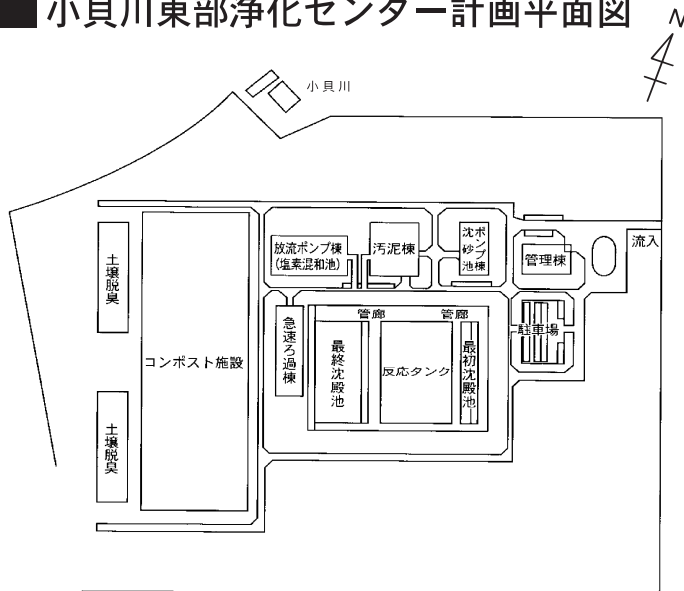 ■小貝川東部浄化センター計画平面図
N
小貝川
流入
放流ポンプ棟
(塩素混和池)
汚泥棟
沈砂池
ポンプ棟
管理棟
土壌脱臭
コンポスト施設
急速ろ過棟
管廊
管廊
最終沈殿池
反応タンク
最初沈殿池
駐車場
土壌脱臭